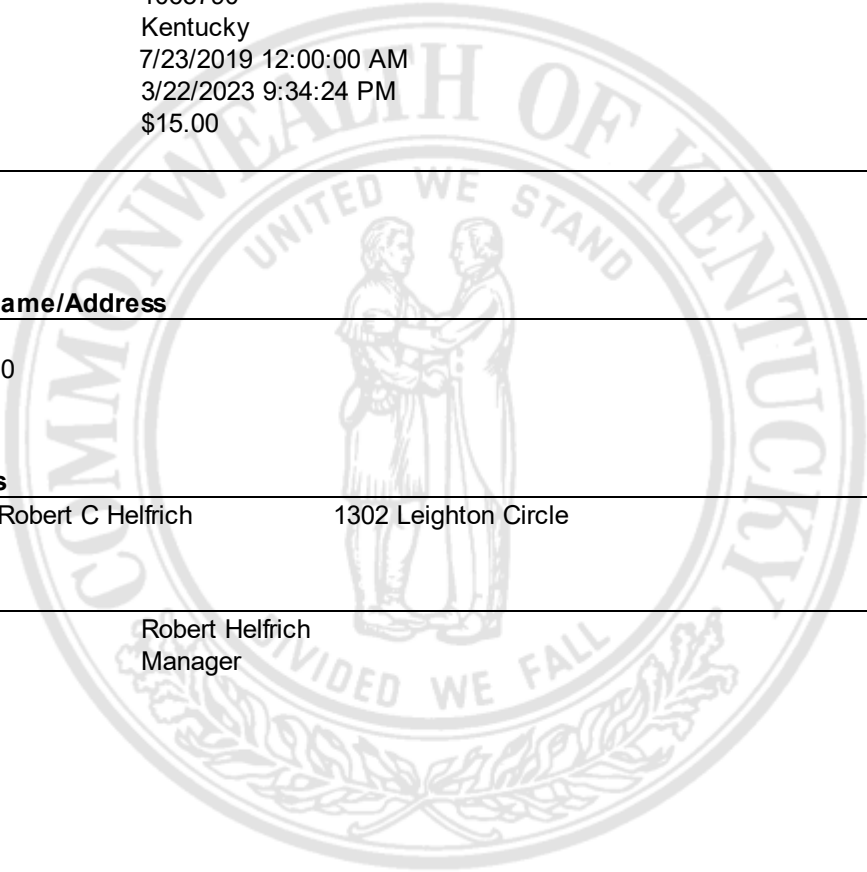 Kentucky
7/23/2019 12:00:00 AM
3/22/2023 9:34:24 PM
$15.00
COMMONWEALTH OF KENTUCKY
UNITED WE STAND
ame/Address
0
s
Robert C Helfrich 1302 Leighton Circle
Robert Helfrich
Manager
DIVIDED WE FALL